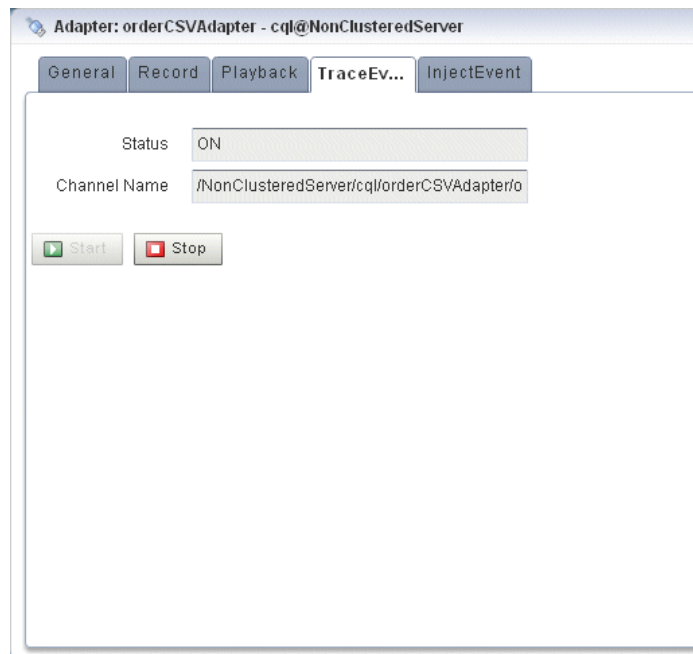 Adapter: orderCSVAdapter - cql@NonClusteredServer
General Record Playback TraceEv... InjectEvent
Status ON
Channel Name /NonClusteredServer/cql/orderCSVAdapter/o
Start Stop